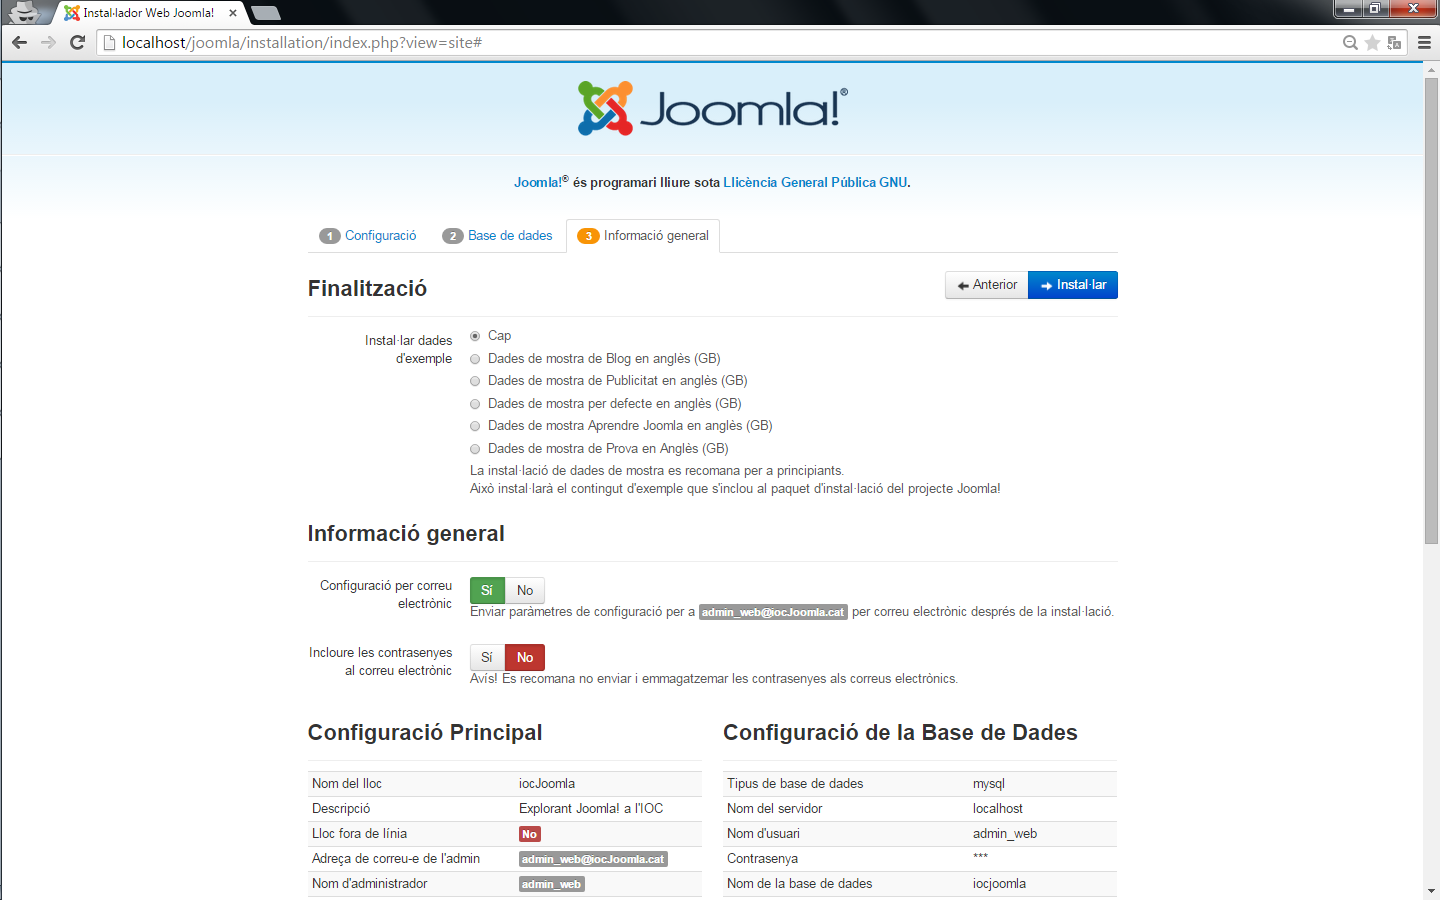 Instal·lador Web Joomla!
localhost/joomla/installation/index.php?view=site#
Joomla!®
Joomla!® és programari lliure sota Llicència General Pública GNU.
1 Configuració
2 Base de dades
3 Informació general
Finalització
Anterior
Instal·lar
Instal·lar dades
d'exemple
Cap
Dades de mostra de Blog en anglès (GB)
Dades de mostra de Publicitat en anglès (GB)
Dades de mostra per defecte en anglès (GB)
Dades de mostra Aprendre Joomla en anglès (GB)
Dades de mostra de Prova en Anglès (GB)
La instal·lació de dades de mostra es recomana per a principiants.
Això instal·larà el contingut d'exemple que s'inclou al paquet d'instal·lació del projecte Joomla!
Informació general
Configuració per correu
electrònic
Sí No
Enviar paràmetres de configuració per a admin_web@iocJoomla.cat per correu electrònic després de la instal·lació.
Incloure les contrasenyes
al correu electrònic
Sí No
Avís! Es recomana no enviar i emmagatzemar les contrasenyes als correus electrònics.
Configuració Principal
Nom del lloc iocJoomla
Descripció Explorant Joomla! a l'IOC
Lloc fora de línia No
Adreça de correu-e de l'admin admin_web@iocJoomla.cat
Nom d'administrador admin_web
Configuració de la Base de Dades
Tipus de base de dades mysql
Nom del servidor localhost
Nom d'usuari admin_web
Contrasenya ***
Nom de la base de dades iocjoomla